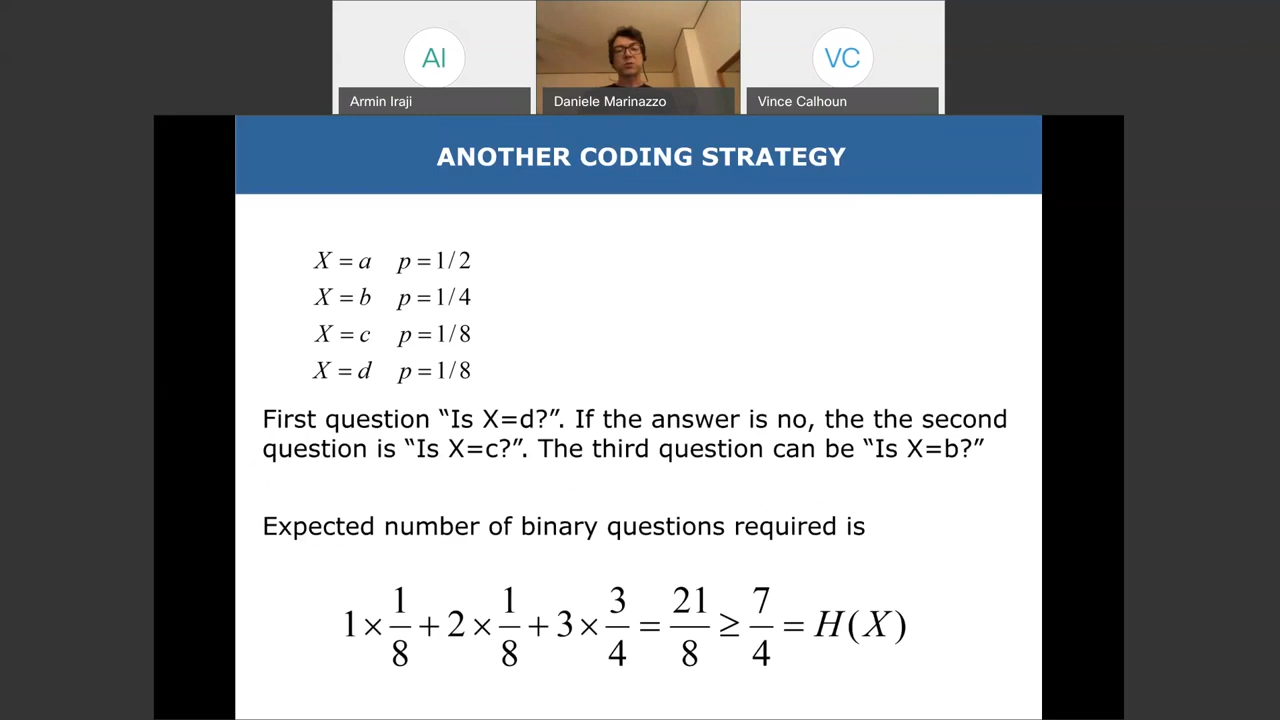 AI
VC
Armin Iraji
Daniele Marinazzo
Vince Calhoun
ANOTHER CODING STRATEGY
X = a p = 1/2
X = b p = 1/4
X = c p = 1/8
X = d p = 1/8
First question “Is X=d?”. If the answer is no, the the second
question is “Is X=c?”. The third question can be “Is X=b?”
Expected number of binary questions required is
1 × 1/8 + 2 × 1/8 + 3 × 3/4 = 21/8 ≥ 7/4 = H(X)